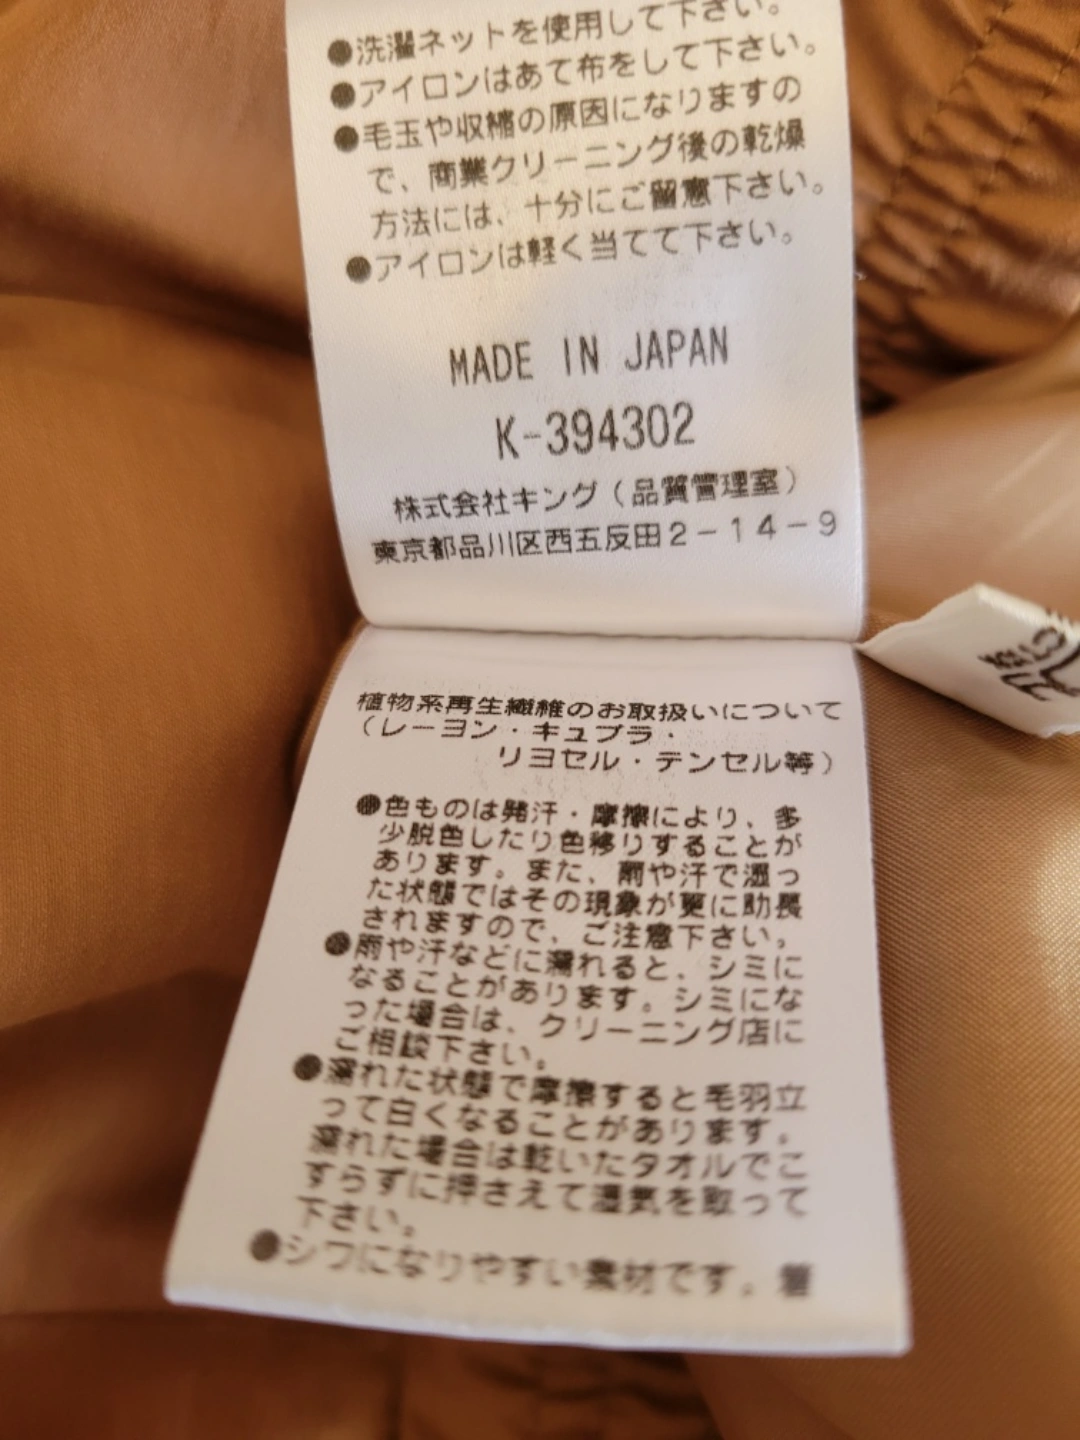 ●洗濯ネットを使用して下さい。
●アイロンはあて布をして下さい。
●毛玉や収縮の原因になりますの
で、商業クリーニング後の乾燥
方法には、十分にご留意下さい。
●アイロンは軽く当てて下さい。
MADE IN JAPAN
K-394302
株式会社キング（品質管理室）
東京都品川区西五反田2-14-9
植物系再生繊維のお取扱いについて
（レーヨン・キュプラ・
リヨセル・テンセル等）
●色ものは発汗・摩擦により、多
少脱色したり色移りすることが
あります。また、雨や汗で湿っ
た状態ではその現象が更に助長
されますので、ご注意下さい。
●雨や汗などに濡れると、シミに
なることがあります。シミにな
った場合は、クリーニング店に
ご相談下さい。
●濡れた状態で摩擦すると毛羽立
って白くなることがあります。
濡れた場合は乾いたタオルでこ
すらずに押さえて湿気を取って
下さい。
●シワになりやすい素材です。着